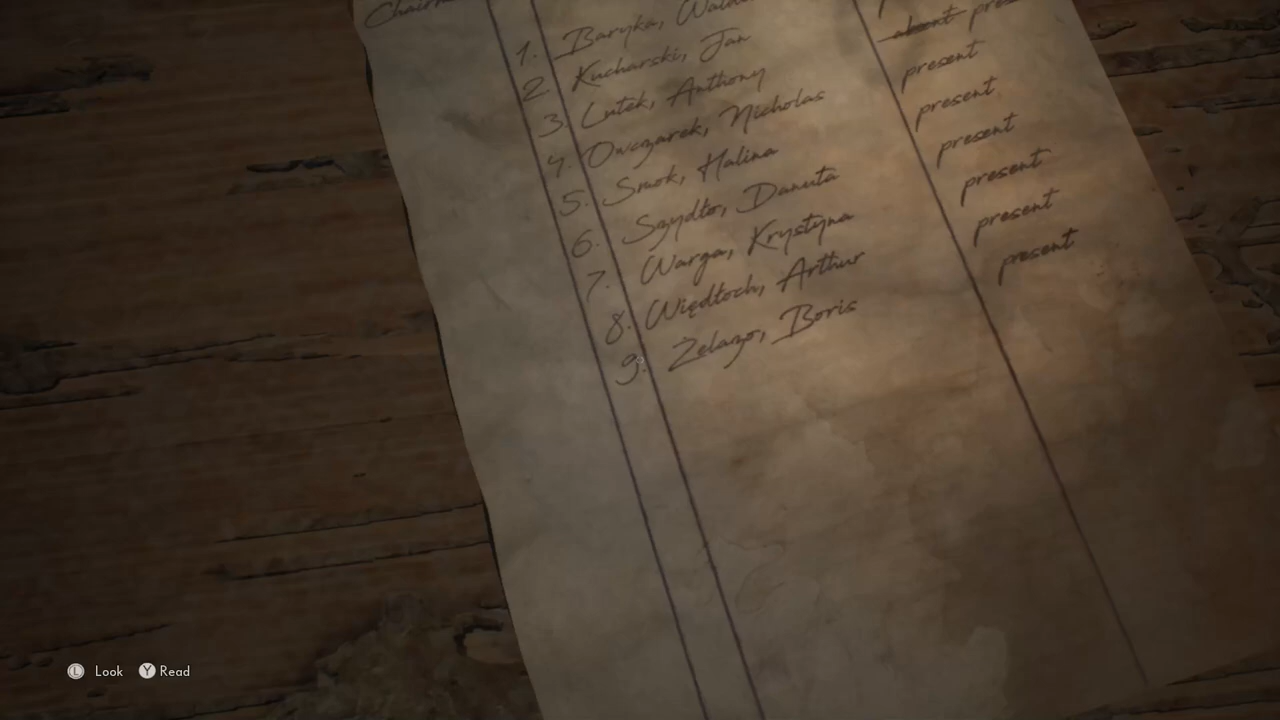 1. Baryka,
2. Kucharski, Jan absent
3. Lutek, Anthony present
4. Owczarek, Nicholas present
5. Smok, Halina present
6. Szydło, Danuta present
7. Warga, Krystyna present
8. Więdłoch, Arthur present
9. Żelazo, Boris
L Look Y Read